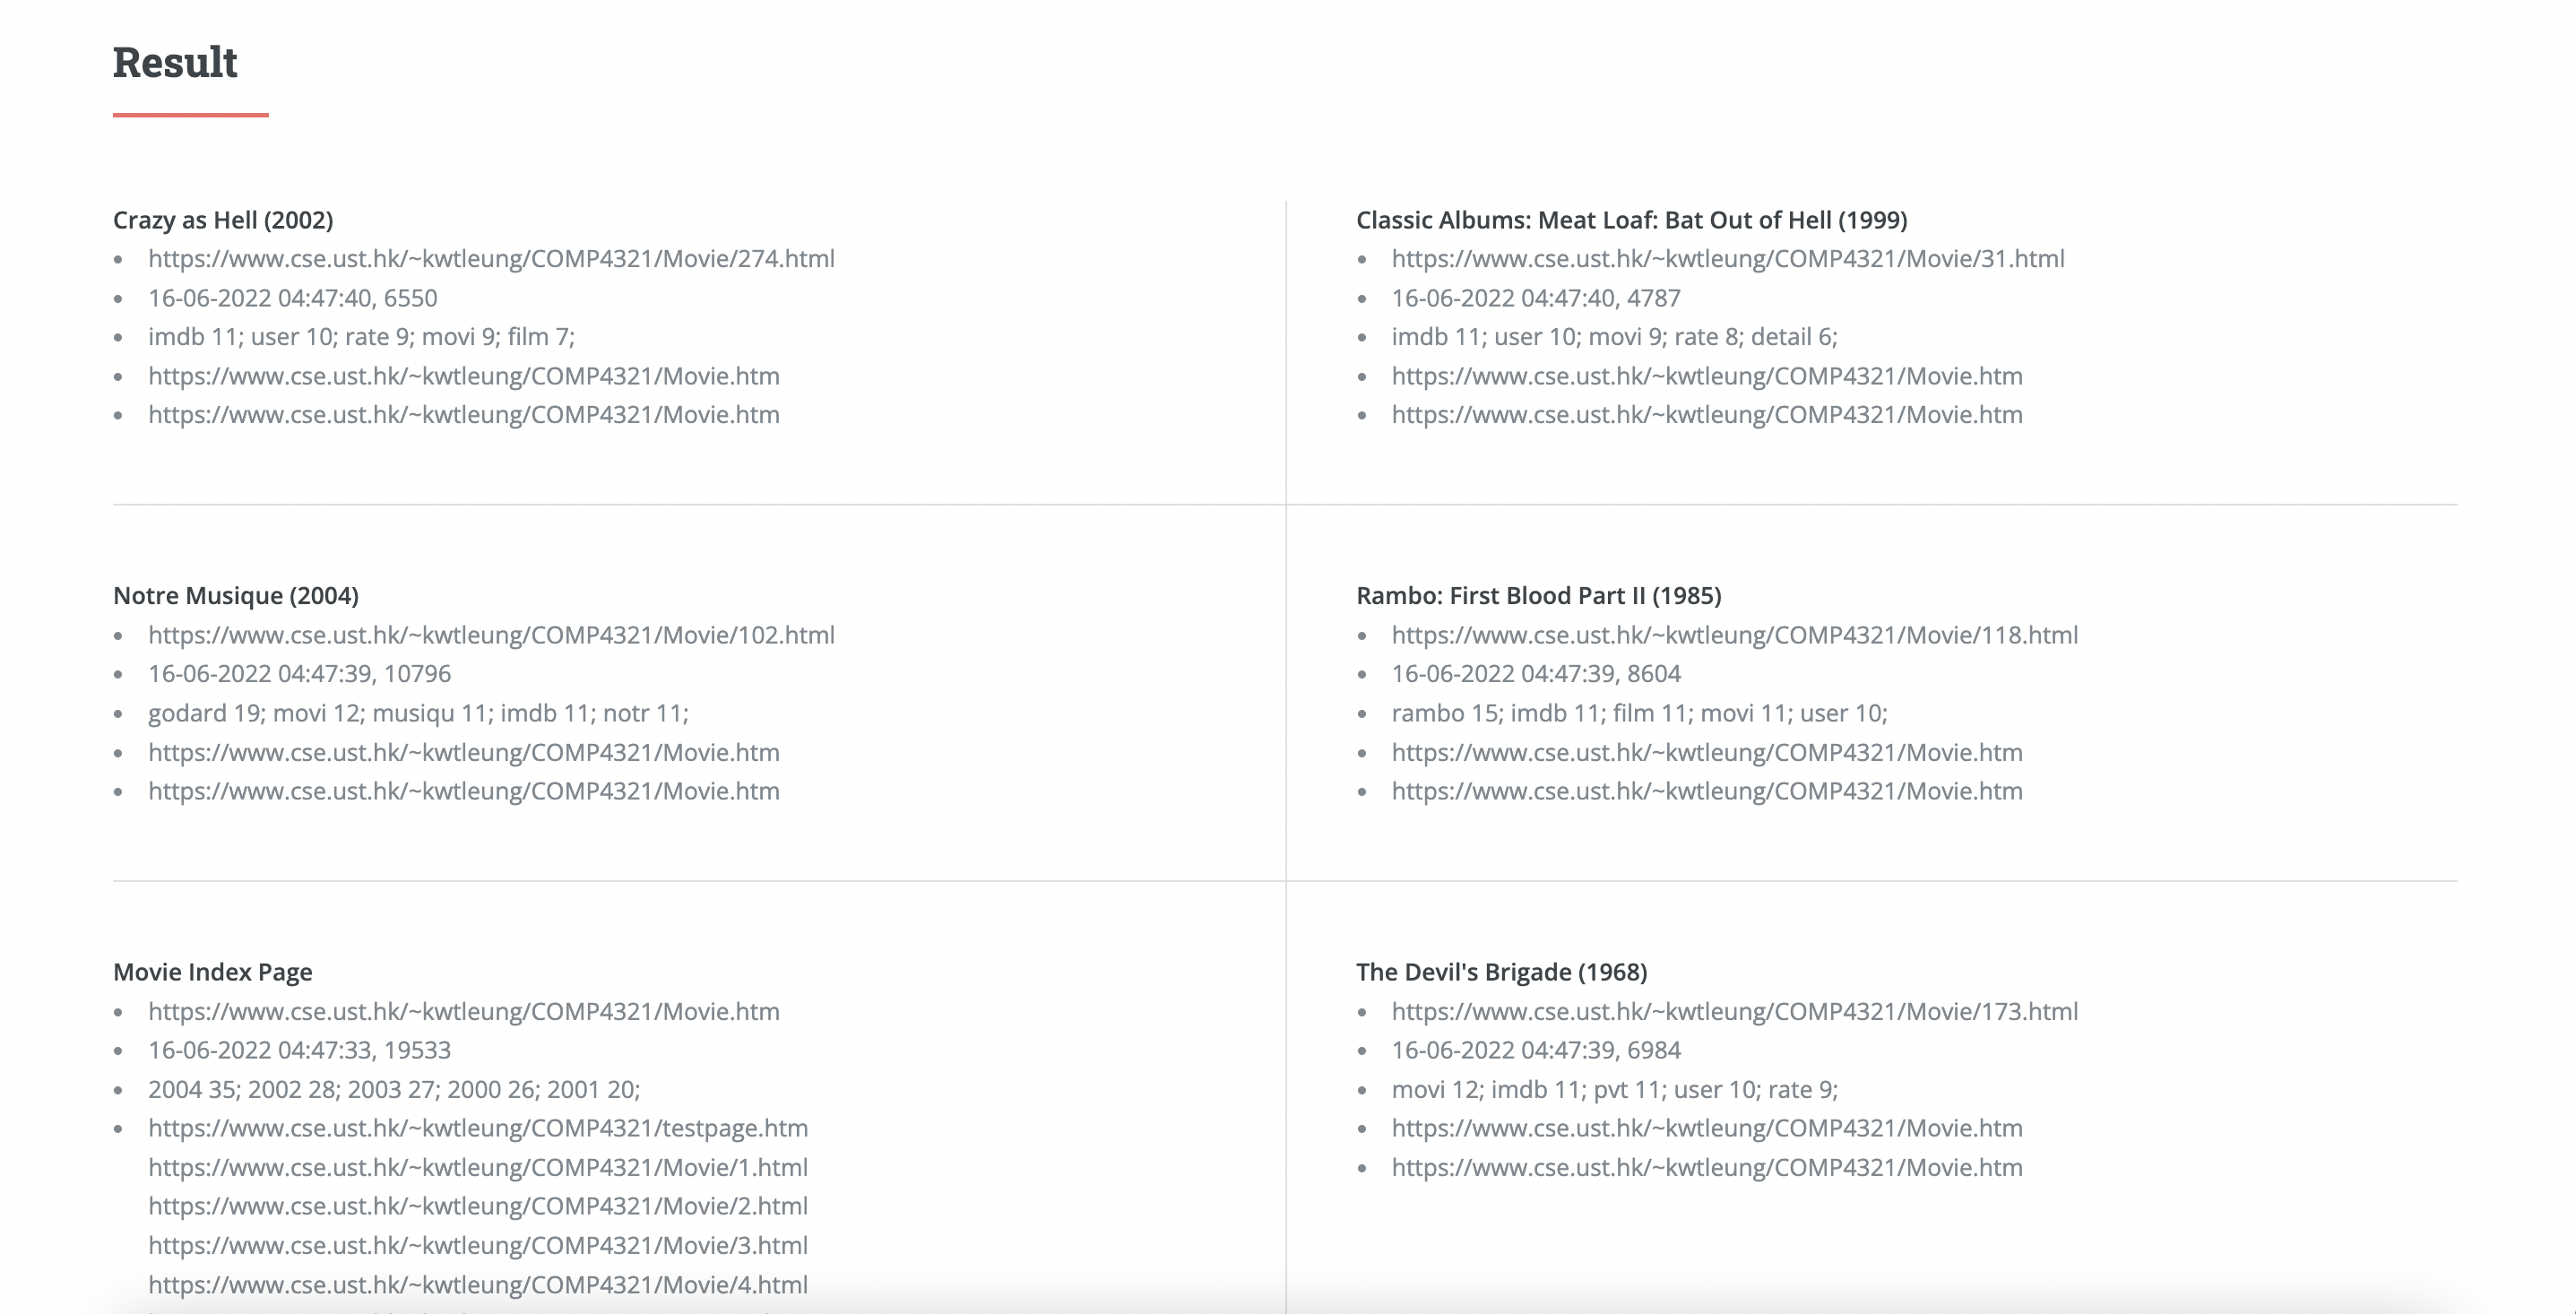 Result
Crazy as Hell (2002)
https://www.cse.ust.hk/~kwtleung/COMP4321/Movie/274.html
16-06-2022 04:47:40, 6550
imdb 11; user 10; rate 9; movi 9; film 7;
https://www.cse.ust.hk/~kwtleung/COMP4321/Movie.htm
https://www.cse.ust.hk/~kwtleung/COMP4321/Movie.htm
Classic Albums: Meat Loaf: Bat Out of Hell (1999)
https://www.cse.ust.hk/~kwtleung/COMP4321/Movie/31.html
16-06-2022 04:47:40, 4787
imdb 11; user 10; movi 9; rate 8; detail 6;
https://www.cse.ust.hk/~kwtleung/COMP4321/Movie.htm
https://www.cse.ust.hk/~kwtleung/COMP4321/Movie.htm
Notre Musique (2004)
https://www.cse.ust.hk/~kwtleung/COMP4321/Movie/102.html
16-06-2022 04:47:39, 10796
godard 19; movi 12; musiqu 11; imdb 11; notr 11;
https://www.cse.ust.hk/~kwtleung/COMP4321/Movie.htm
https://www.cse.ust.hk/~kwtleung/COMP4321/Movie.htm
Rambo: First Blood Part II (1985)
https://www.cse.ust.hk/~kwtleung/COMP4321/Movie/118.html
16-06-2022 04:47:39, 8604
rambo 15; imdb 11; film 11; movi 11; user 10;
https://www.cse.ust.hk/~kwtleung/COMP4321/Movie.htm
https://www.cse.ust.hk/~kwtleung/COMP4321/Movie.htm
Movie Index Page
https://www.cse.ust.hk/~kwtleung/COMP4321/Movie.htm
16-06-2022 04:47:33, 19533
2004 35; 2002 28; 2003 27; 2000 26; 2001 20;
https://www.cse.ust.hk/~kwtleung/COMP4321/testpage.htm
https://www.cse.ust.hk/~kwtleung/COMP4321/Movie/1.html
https://www.cse.ust.hk/~kwtleung/COMP4321/Movie/2.html
https://www.cse.ust.hk/~kwtleung/COMP4321/Movie/3.html
https://www.cse.ust.hk/~kwtleung/COMP4321/Movie/4.html
The Devil's Brigade (1968)
https://www.cse.ust.hk/~kwtleung/COMP4321/Movie/173.html
16-06-2022 04:47:39, 6984
movi 12; imdb 11; pvt 11; user 10; rate 9;
https://www.cse.ust.hk/~kwtleung/COMP4321/Movie.htm
https://www.cse.ust.hk/~kwtleung/COMP4321/Movie.htm